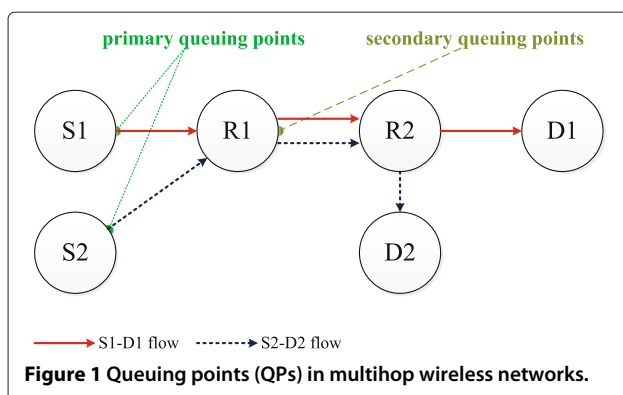 primary queuing points
secondary queuing points
S1
R1
R2
D1
S2
D2
S1-D1 flow
S2-D2 flow
Figure 1 Queuing points (QPs) in multihop wireless networks.